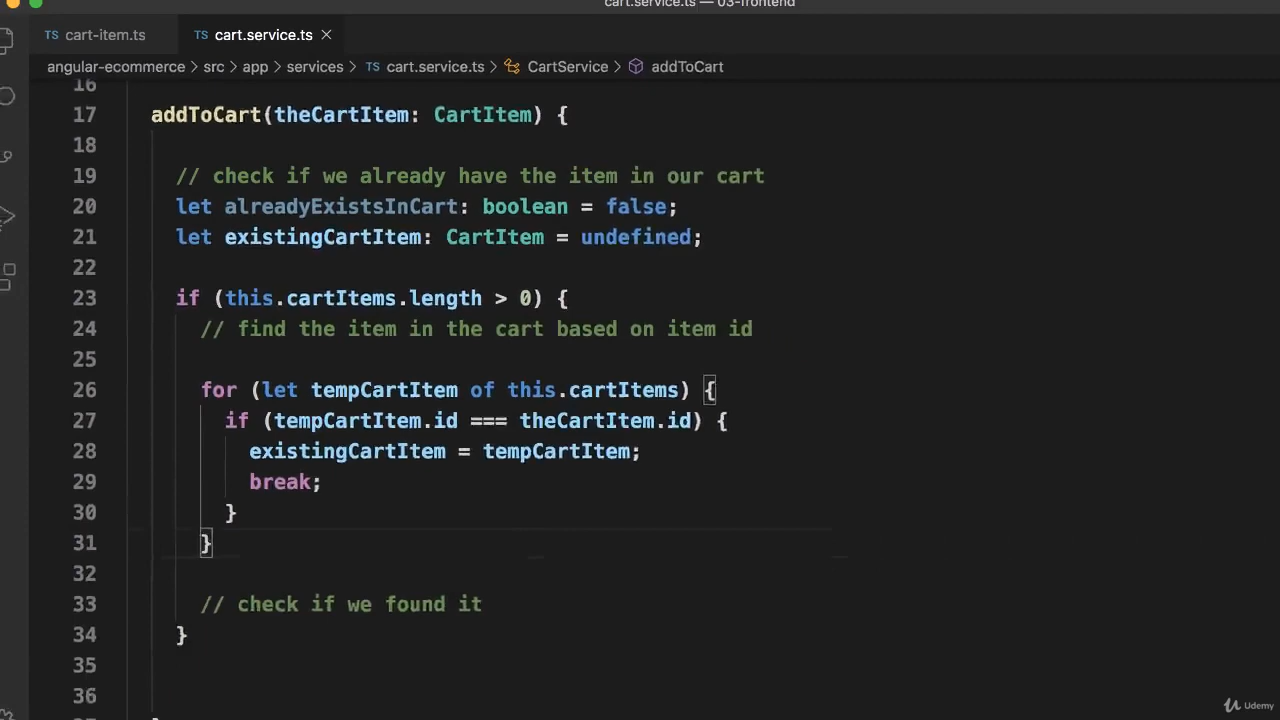 cart.service.ts — 03-frontend
TS cart-item.ts TS cart.service.ts ×
angular-ecommerce > src > app > services > TS cart.service.ts > CartService > addToCart
16
17 addToCart(theCartItem: CartItem) {
18
19 // check if we already have the item in our cart
20 let alreadyExistsInCart: boolean = false;
21 let existingCartItem: CartItem = undefined;
22
23 if (this.cartItems.length > 0) {
24 // find the item in the cart based on item id
25
26 for (let tempCartItem of this.cartItems) {
27 if (tempCartItem.id === theCartItem.id) {
28 existingCartItem = tempCartItem;
29 break;
30 }
31 }
32
33 // check if we found it
34 }
35
36
Udemy